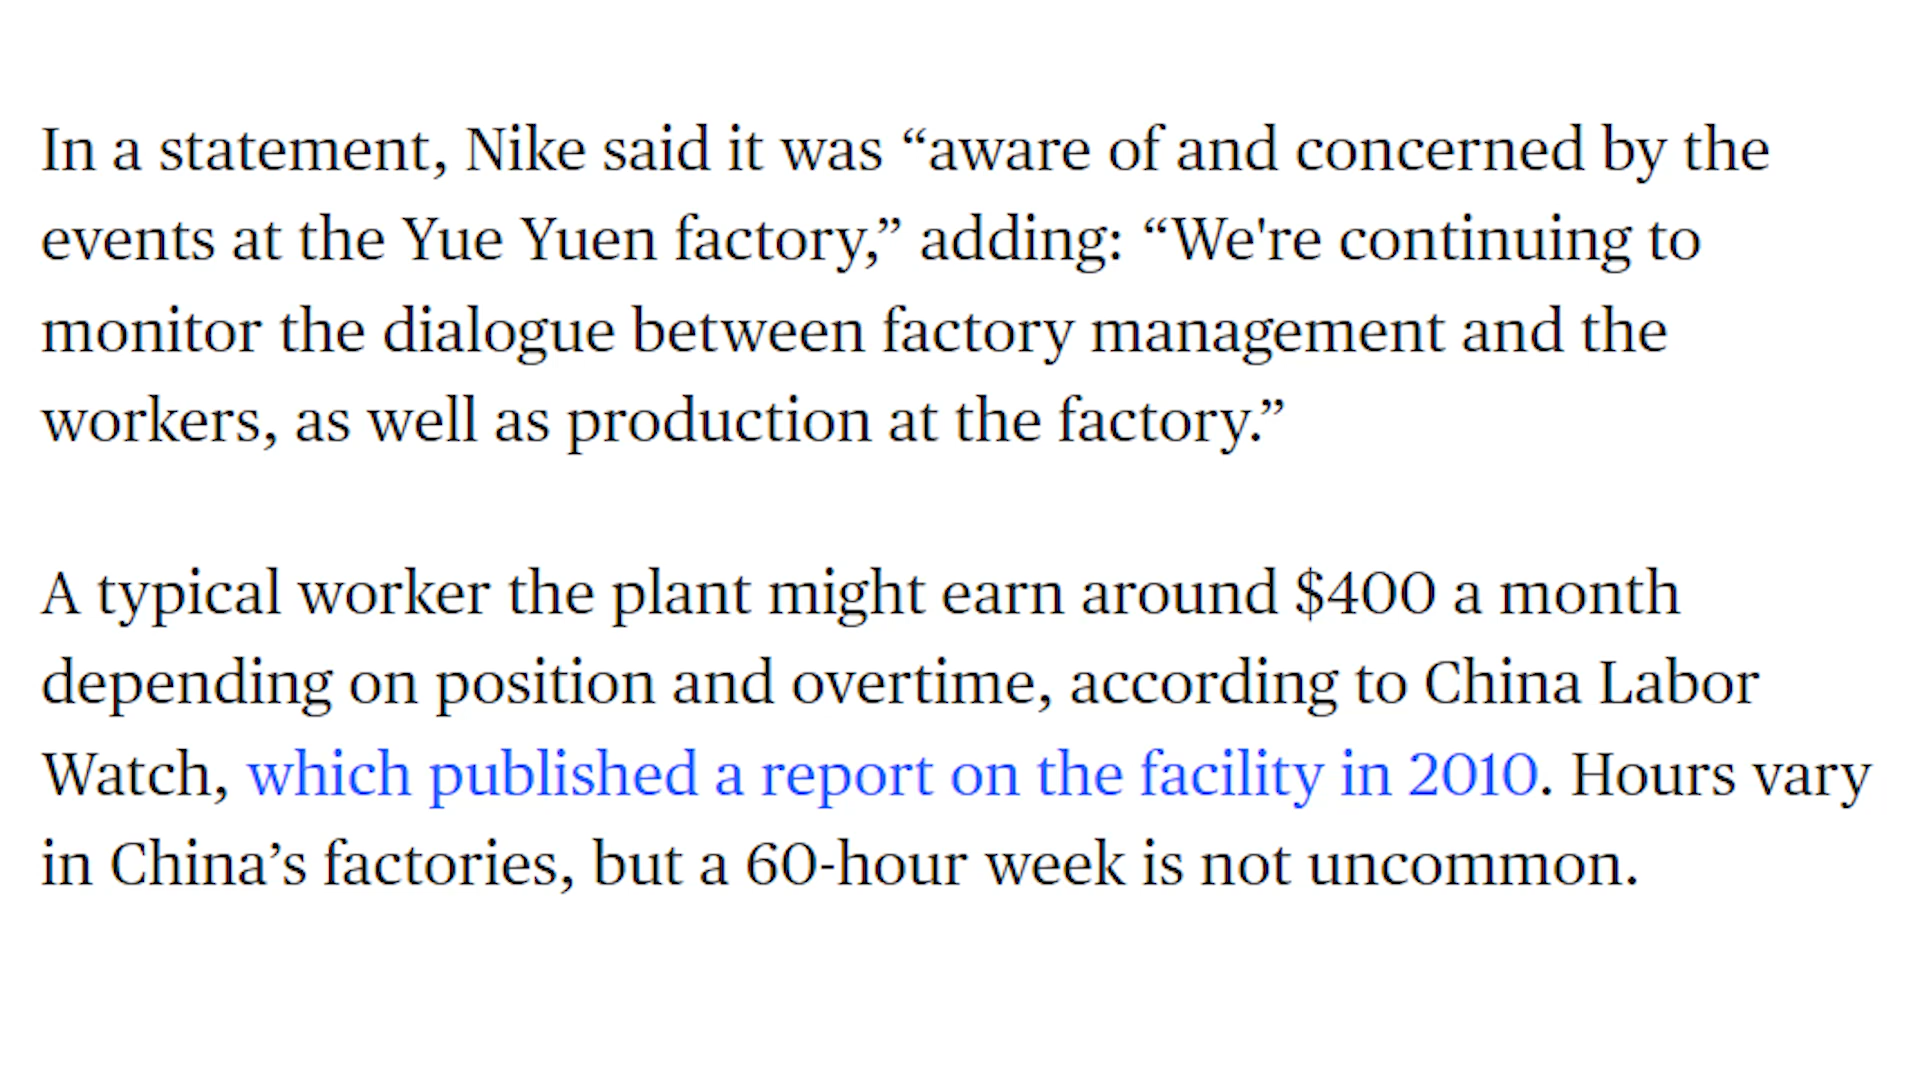 In a statement, Nike said it was “aware of and concerned by the
events at the Yue Yuen factory,” adding: “We're continuing to
monitor the dialogue between factory management and the
workers, as well as production at the factory.”
A typical worker the plant might earn around $400 a month
depending on position and overtime, according to China Labor
Watch, which published a report on the facility in 2010. Hours vary
in China’s factories, but a 60-hour week is not uncommon.